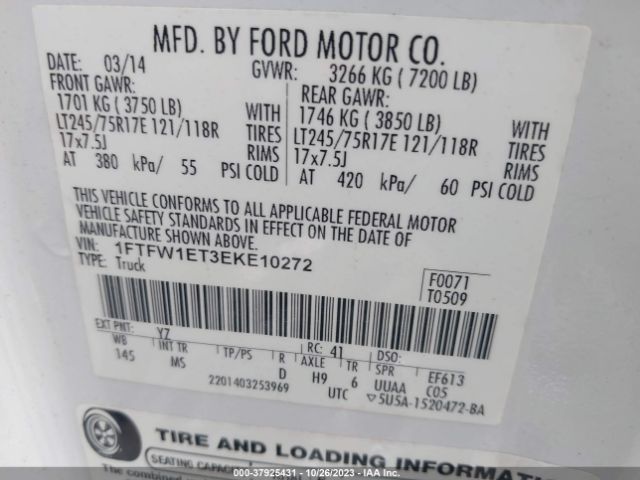 MFD. BY FORD MOTOR CO.
DATE: 03/14 GVWR: 3266 KG ( 7200 LB)
FRONT GAWR: REAR GAWR:
1701 KG ( 3750 LB) WITH 1746 KG ( 3850 LB) WITH
LT245/75R17E 121/118R TIRES LT245/75R17E 121/118R TIRES
17x7.5J RIMS 17x7.5J RIMS
AT 380 kPa/ 55 PSI COLD AT 420 kPa/ 60 PSI COLD
THIS VEHICLE CONFORMS TO ALL APPLICABLE FEDERAL MOTOR
VEHICLE SAFETY STANDARDS IN EFFECT ON THE DATE OF
MANUFACTURE SHOWN ABOVE.
VIN: 1FTFW1ET3EKE10272
TYPE: Truck
F0071
T0509
EXT PNT: YZ RC: 41 DSO:
WB INT TR TP/PS R AXLE TR SPR EF613
145 MS D H9 6 UUAA C05
2201403253969 UTC ▽5U5A-1520472-BA
TIRE AND LOADING INFORMATION
SEATING CAPACITY
The combined
000-37925431 - 10/26/2023 - IAA Inc.